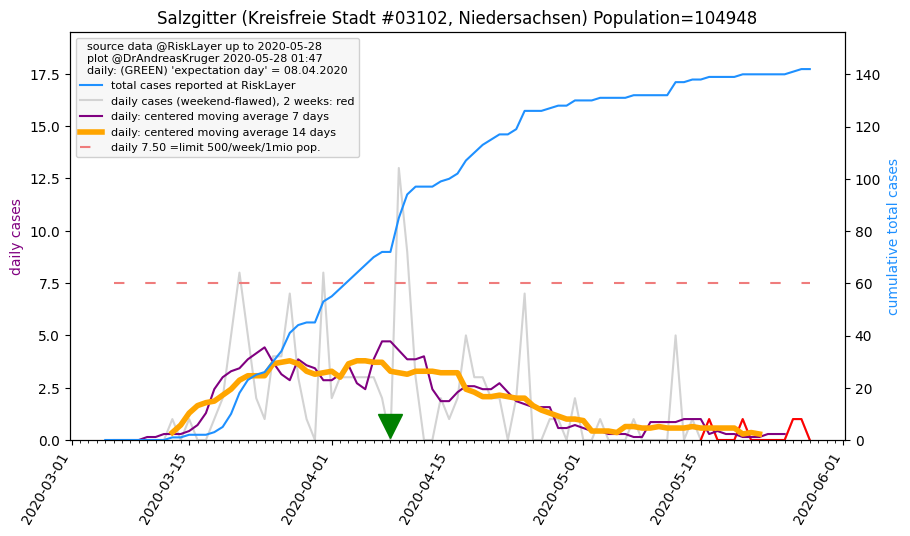 Salzgitter (Kreisfreie Stadt #03102, Niedersachsen) Population=104948
source data @RiskLayer up to 2020-05-28
plot @DrAndreasKruger 2020-05-28 01:47
daily: (GREEN) 'expectation day' = 08.04.2020
total cases reported at RiskLayer
daily cases (weekend-flawed), 2 weeks: red
daily: centered moving average 7 days
daily: centered moving average 14 days
daily 7.50 =limit 500/week/1mio pop.
daily cases
17.5
15.0
12.5
10.0
7.5
5.0
2.5
0.0
140
120
100
80
60
40
20
0
cumulative total cases
2020-03-01
2020-03-15
2020-04-01
2020-04-15
2020-05-01
2020-05-15
2020-06-01